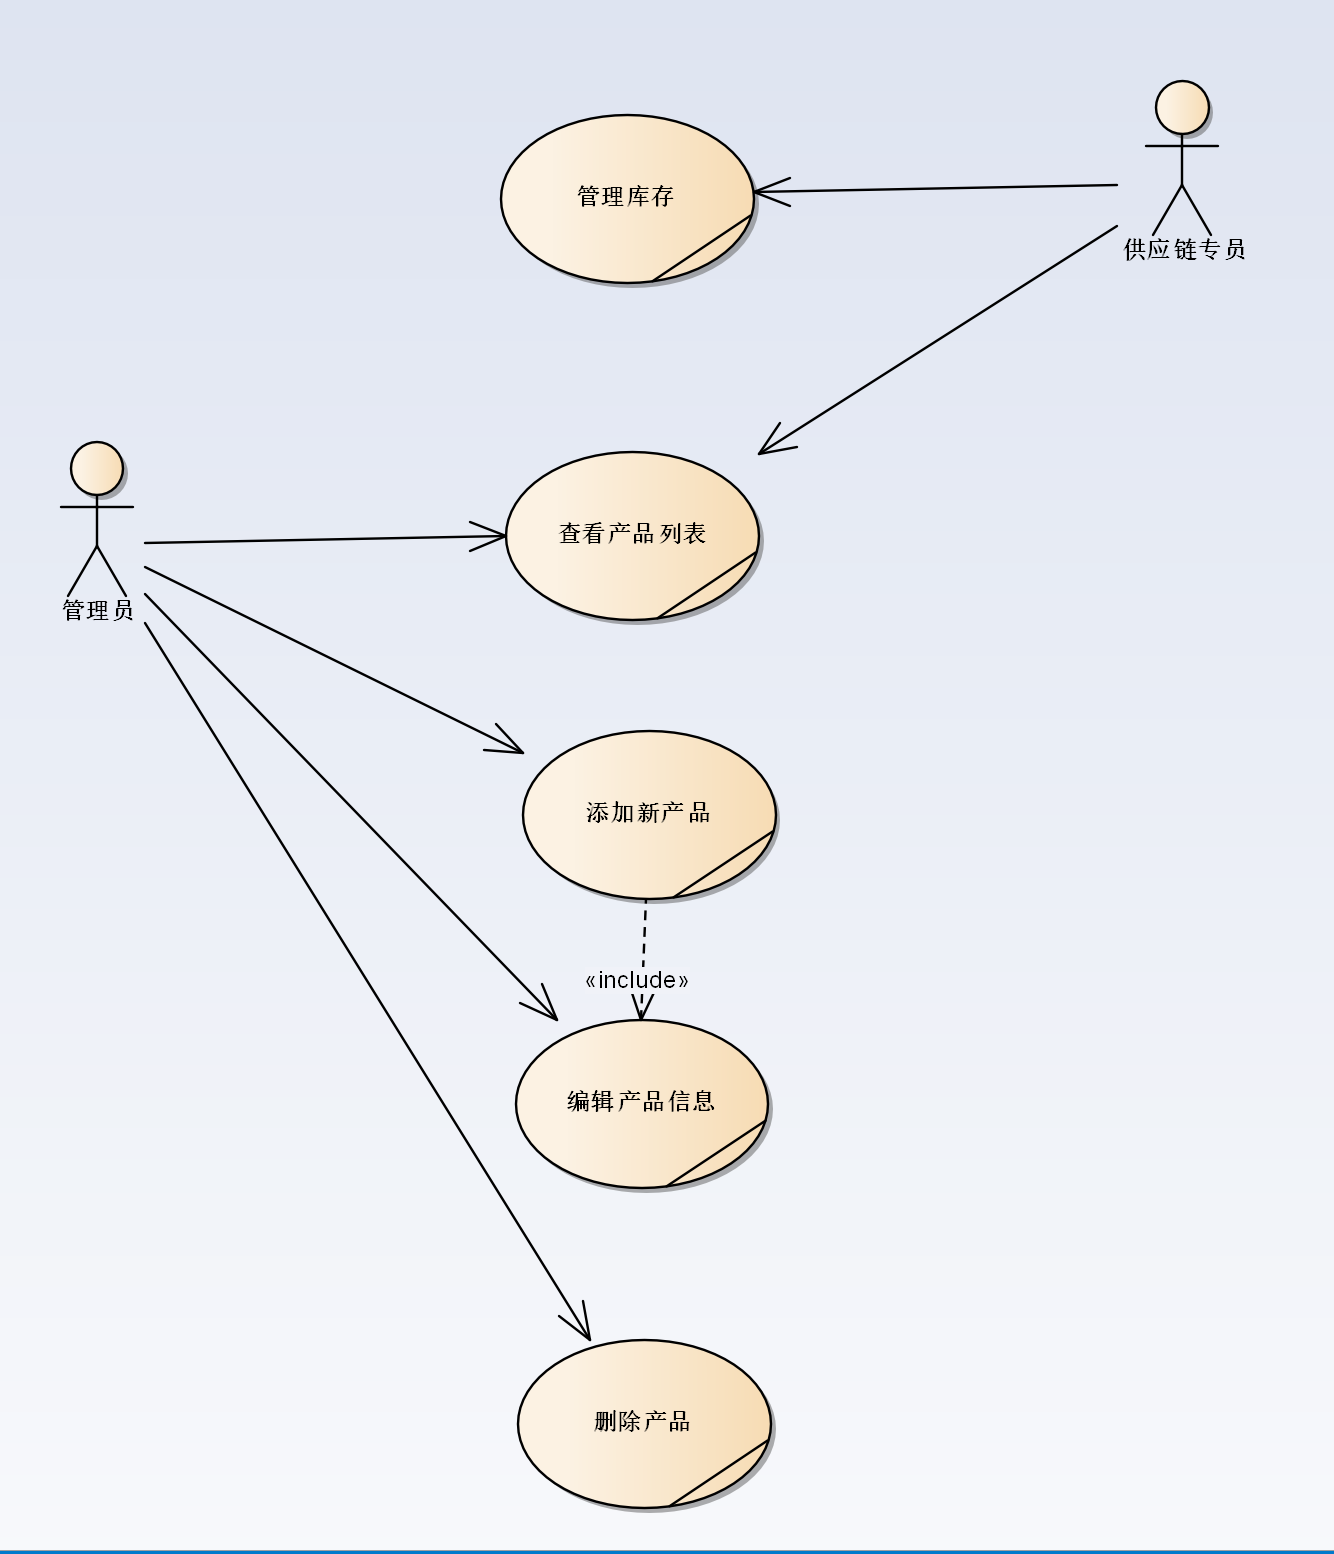 管理库存
供应链专员
查看产品列表
管理员
添加新产品
«include»
编辑产品信息
删除产品